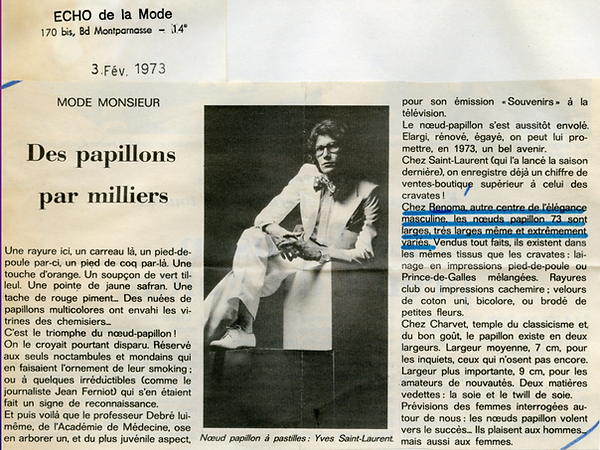 ECHO de la Mode
170 bis, Bd Montparnasse – 14e
3. Fév. 1973
MODE MONSIEUR
Des papillons
par milliers
Une rayure ici, un carreau là, un pied-de-
poule par-ci, un pied de coq par-là. Une
touche d'orange. Un soupçon de vert til-
leul. Une pointe de jaune safran. Une
tache de rouge piment... Des nuées de
papillons multicolores ont envahi les vi-
trines des chemisiers...
C'est le triomphe du nœud-papillon !
On le croyait pourtant disparu. Réservé
aux seuls noctambules et mondains qui
en faisaient l'ornement de leur smoking ;
ou à quelques irréductibles (comme le
journaliste Jean Ferniot) qui s'en étaient
fait un signe de reconnaissance.
Et puis voilà que le professeur Debré lui-
même, de l'Académie de Médecine, ose
en arborer un, et du plus juvénile aspect,
Nœud papillon à pastilles : Yves Saint-Laurent.
pour son émission «Souvenirs» à la
télévision.
Le nœud-papillon s'est aussitôt envolé.
Elargi, rénové, égayé, on peut lui pro-
mettre, en 1973, un bel avenir.
Chez Saint-Laurent (qui l'a lancé la saison
dernière), on enregistre déjà un chiffre de
ventes-boutique supérieur à celui des
cravates !
Chez Renoma, autre centre de l'élégance
masculine, les nœuds papillon 73 sont
larges, très larges même et extrêmement
variés. Vendus tout faits, ils existent dans
les mêmes tissus que les cravates : lai-
nage en impressions pied-de-poule ou
Prince-de-Galles mélangées. Rayures
club ou impressions cachemire ; velours
de coton uni, bicolore, ou brodé de
petites fleurs.
Chez Charvet, temple du classicisme et
du bon goût, le papillon existe en deux
largeurs. Largeur moyenne, 7 cm, pour
les inquiets, ceux qui n'osent pas encore.
Largeur plus importante, 9 cm, pour les
amateurs de nouvautés. Deux matières
vedettes : la soie et le twill de soie.
Prévisions des femmes interrogées au-
tour de nous : les nœuds papillon volent
vers le succès... Ils plaisent aux hommes...
mais aussi aux femmes.